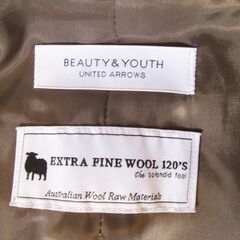 BEAUTY&YOUTH
UNITED ARROWS
EXTRA FINE WOOL 120'S
the splendid feel
Australian Wool Raw Materials